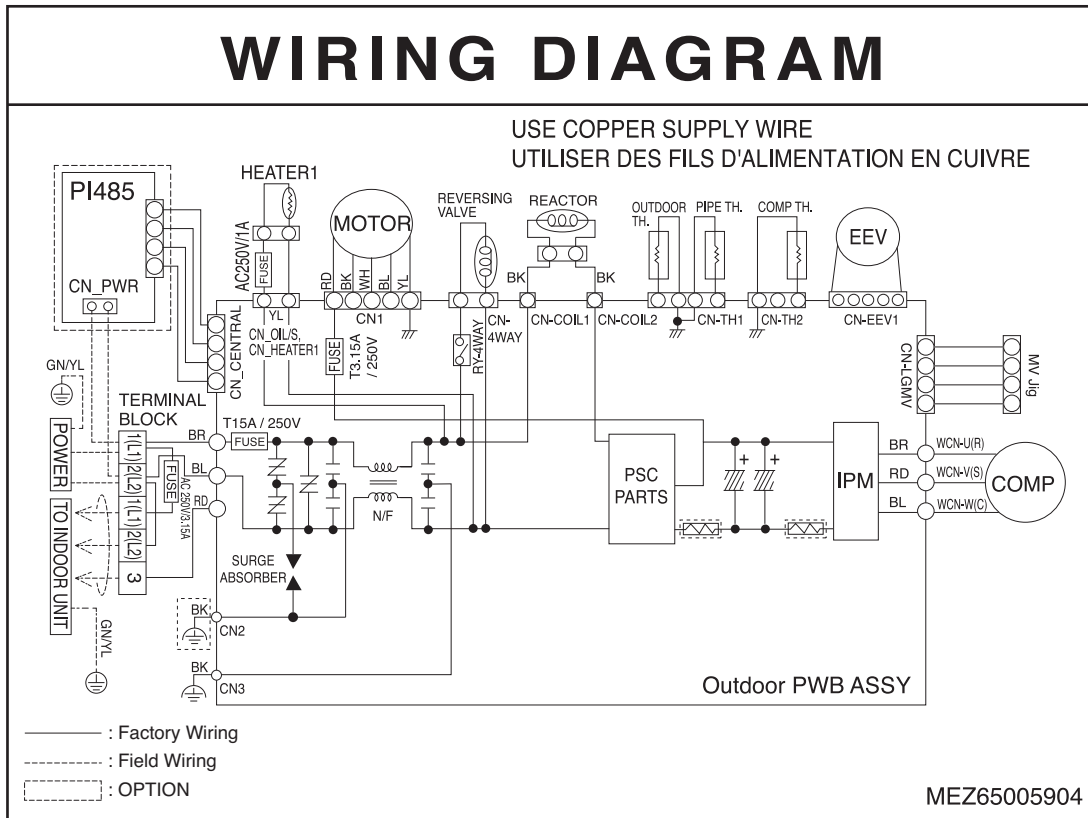 WIRING DIAGRAM
USE COPPER SUPPLY WIRE
UTILISER DES FILS D'ALIMENTATION EN CUIVRE
PI485
CN_PWR
HEATER1
AC250V/1A
FUSE
YL
CN_OIL/S,
CN_HEATER1
MOTOR
RD
BK
WH
BL
YL
CN1
FUSE
T3.15A
/ 250V
REVERSING
VALVE
CN-
4WAY
RY-4WAY
REACTOR
BK
BK
CN-COIL1
CN-COIL2
OUTDOOR
TH.
PIPE TH.
CN-TH1
COMP TH.
CN-TH2
EEV
CN-EEV1
CN_CENTRAL
CN-LGMV
MV Jig
GN/YL
POWER
TO INDOOR UNIT
GN/YL
TERMINAL
BLOCK
1(L1)
2(L2)
1(L1)
2(L2)
3
FUSE
AC 250V/3.15A
BR
BL
RD
T15A / 250V
FUSE
N/F
SURGE
ABSORBER
BK
CN2
BK
CN3
PSC
PARTS
+
+
IPM
BR
RD
BL
WCN-U(R)
WCN-V(S)
WCN-W(C)
COMP
Outdoor PWB ASSY
: Factory Wiring
: Field Wiring
: OPTION
MEZ65005904